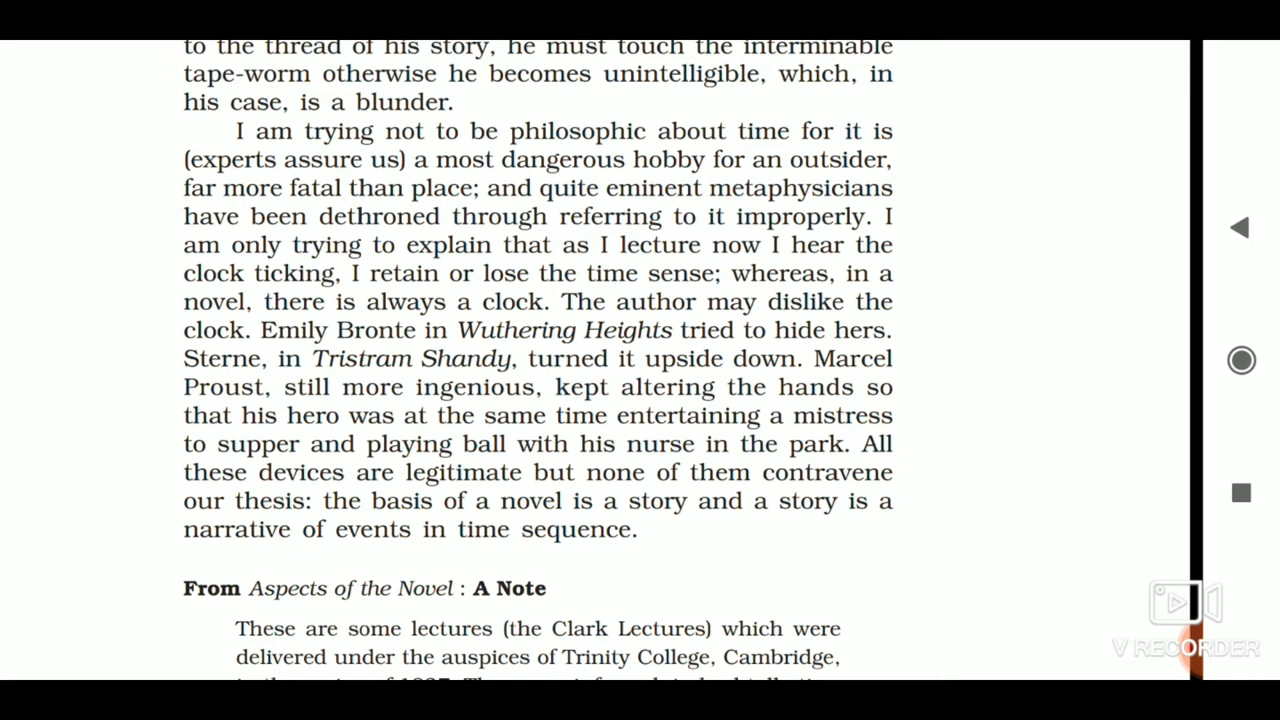 to the thread of his story, he must touch the interminable
tape-worm otherwise he becomes unintelligible, which, in
his case, is a blunder.
I am trying not to be philosophic about time for it is
(experts assure us) a most dangerous hobby for an outsider,
far more fatal than place; and quite eminent metaphysicians
have been dethroned through referring to it improperly. I
am only trying to explain that as I lecture now I hear the
clock ticking, I retain or lose the time sense; whereas, in a
novel, there is always a clock. The author may dislike the
clock. Emily Bronte in Wuthering Heights tried to hide hers.
Sterne, in Tristram Shandy, turned it upside down. Marcel
Proust, still more ingenious, kept altering the hands so
that his hero was at the same time entertaining a mistress
to supper and playing ball with his nurse in the park. All
these devices are legitimate but none of them contravene
our thesis: the basis of a novel is a story and a story is a
narrative of events in time sequence.
From Aspects of the Novel : A Note
These are some lectures (the Clark Lectures) which were
delivered under the auspices of Trinity College, Cambridge,
V RECORDER